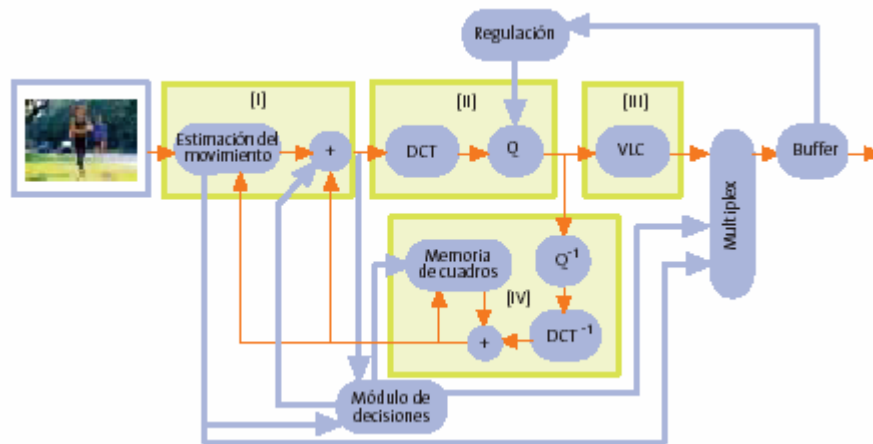 Regulación
[I]
[II]
[III]
Estimación del
movimiento
+
DCT
Q
VLC
Multiplex
Buffer
Memoria
de cuadros
Q-1
[IV]
+
DCT -1
Módulo de
decisiones